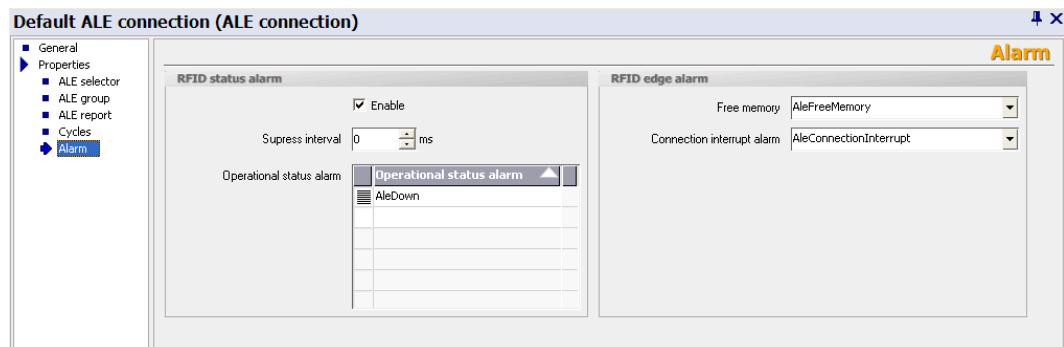 Default ALE connection (ALE connection)
General
Properties
ALE selector
ALE group
ALE report
Cycles
Alarm
Alarm
RFID status alarm
Enable
Supress interval 0 ms
Operational status alarm
Operational status alarm
AleDown
RFID edge alarm
Free memory AleFreeMemory
Connection interrupt alarm AleConnectionInterrupt